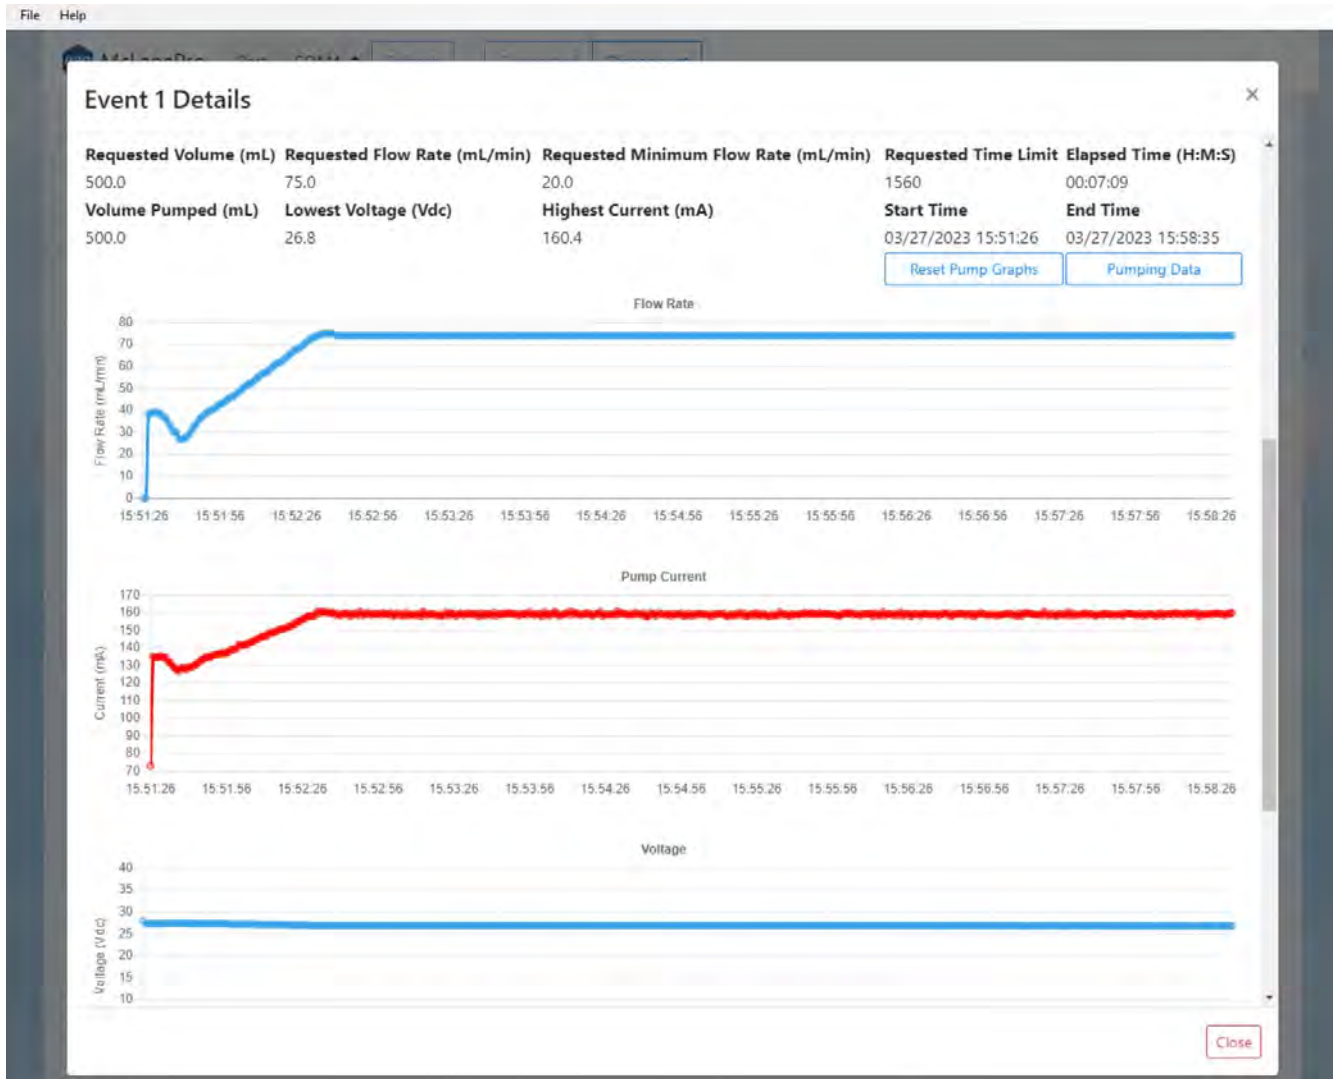 File Help
Event 1 Details
×
Requested Volume (mL) Requested Flow Rate (mL/min) Requested Minimum Flow Rate (mL/min) Requested Time Limit Elapsed Time (H:M:S)
500.0 75.0 20.0 1560 00:07:09
Volume Pumped (mL) Lowest Voltage (Vdc) Highest Current (mA) Start Time End Time
500.0 26.8 160.4 03/27/2023 15:51:26 03/27/2023 15:58:35
Reset Pump Graphs Pumping Data
Flow Rate
Flow Rate (mL/min)
80
70
60
50
40
30
20
10
0
15:51:26 15:51:56 15:52:26 15:52:56 15:53:26 15:53:56 15:54:26 15:54:56 15:55:26 15:55:56 15:56:26 15:56:56 15:57:26 15:57:56 15:58:26
Pump Current
Current (mA)
170
160
150
140
130
120
110
100
90
80
70
15:51:26 15:51:56 15:52:26 15:52:56 15:53:26 15:53:56 15:54:26 15:54:56 15:55:26 15:55:56 15:56:26 15:56:56 15:57:26 15:57:56 15:58:26
Voltage
Voltage (Vdc)
40
35
30
25
20
15
10
Close